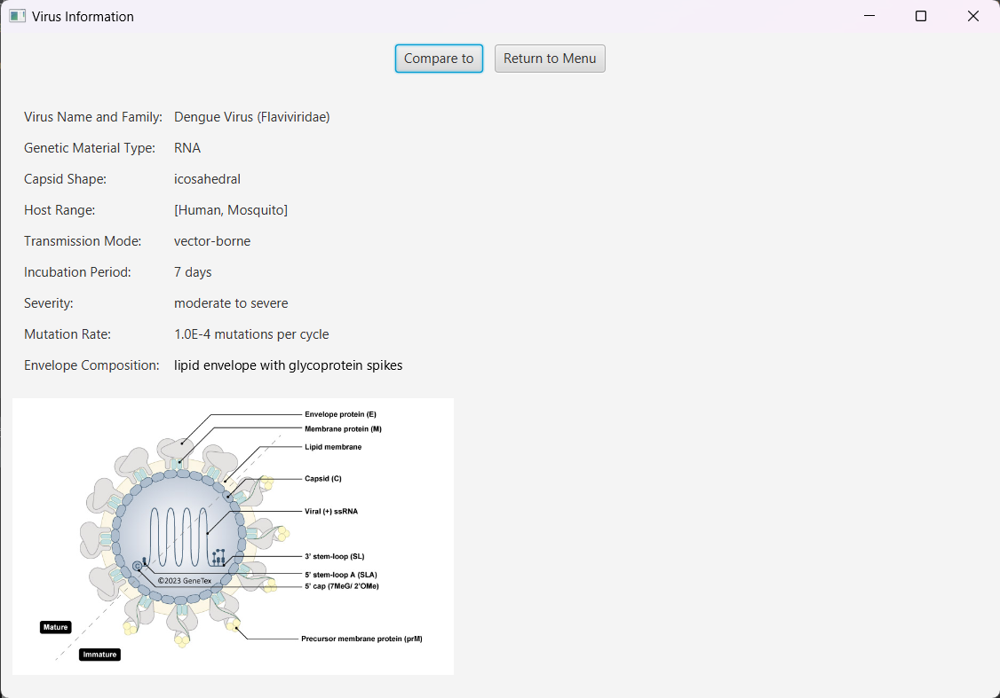 Virus Information
Compare to Return to Menu
Virus Name and Family: Dengue Virus (Flaviviridae)
Genetic Material Type: RNA
Capsid Shape: icosahedral
Host Range: [Human, Mosquito]
Transmission Mode: vector-borne
Incubation Period: 7 days
Severity: moderate to severe
Mutation Rate: 1.0E-4 mutations per cycle
Envelope Composition: lipid envelope with glycoprotein spikes
Envelope protein (E)
Membrane protein (M)
Lipid membrane
Capsid (C)
Viral (+) ssRNA
3' stem-loop (SL)
C
5' stem-loop A (SLA)
©2023 GeneTex
5' cap (7MeG/ 2'OMe)
Mature
Precursor membrane protein (prM)
Immature